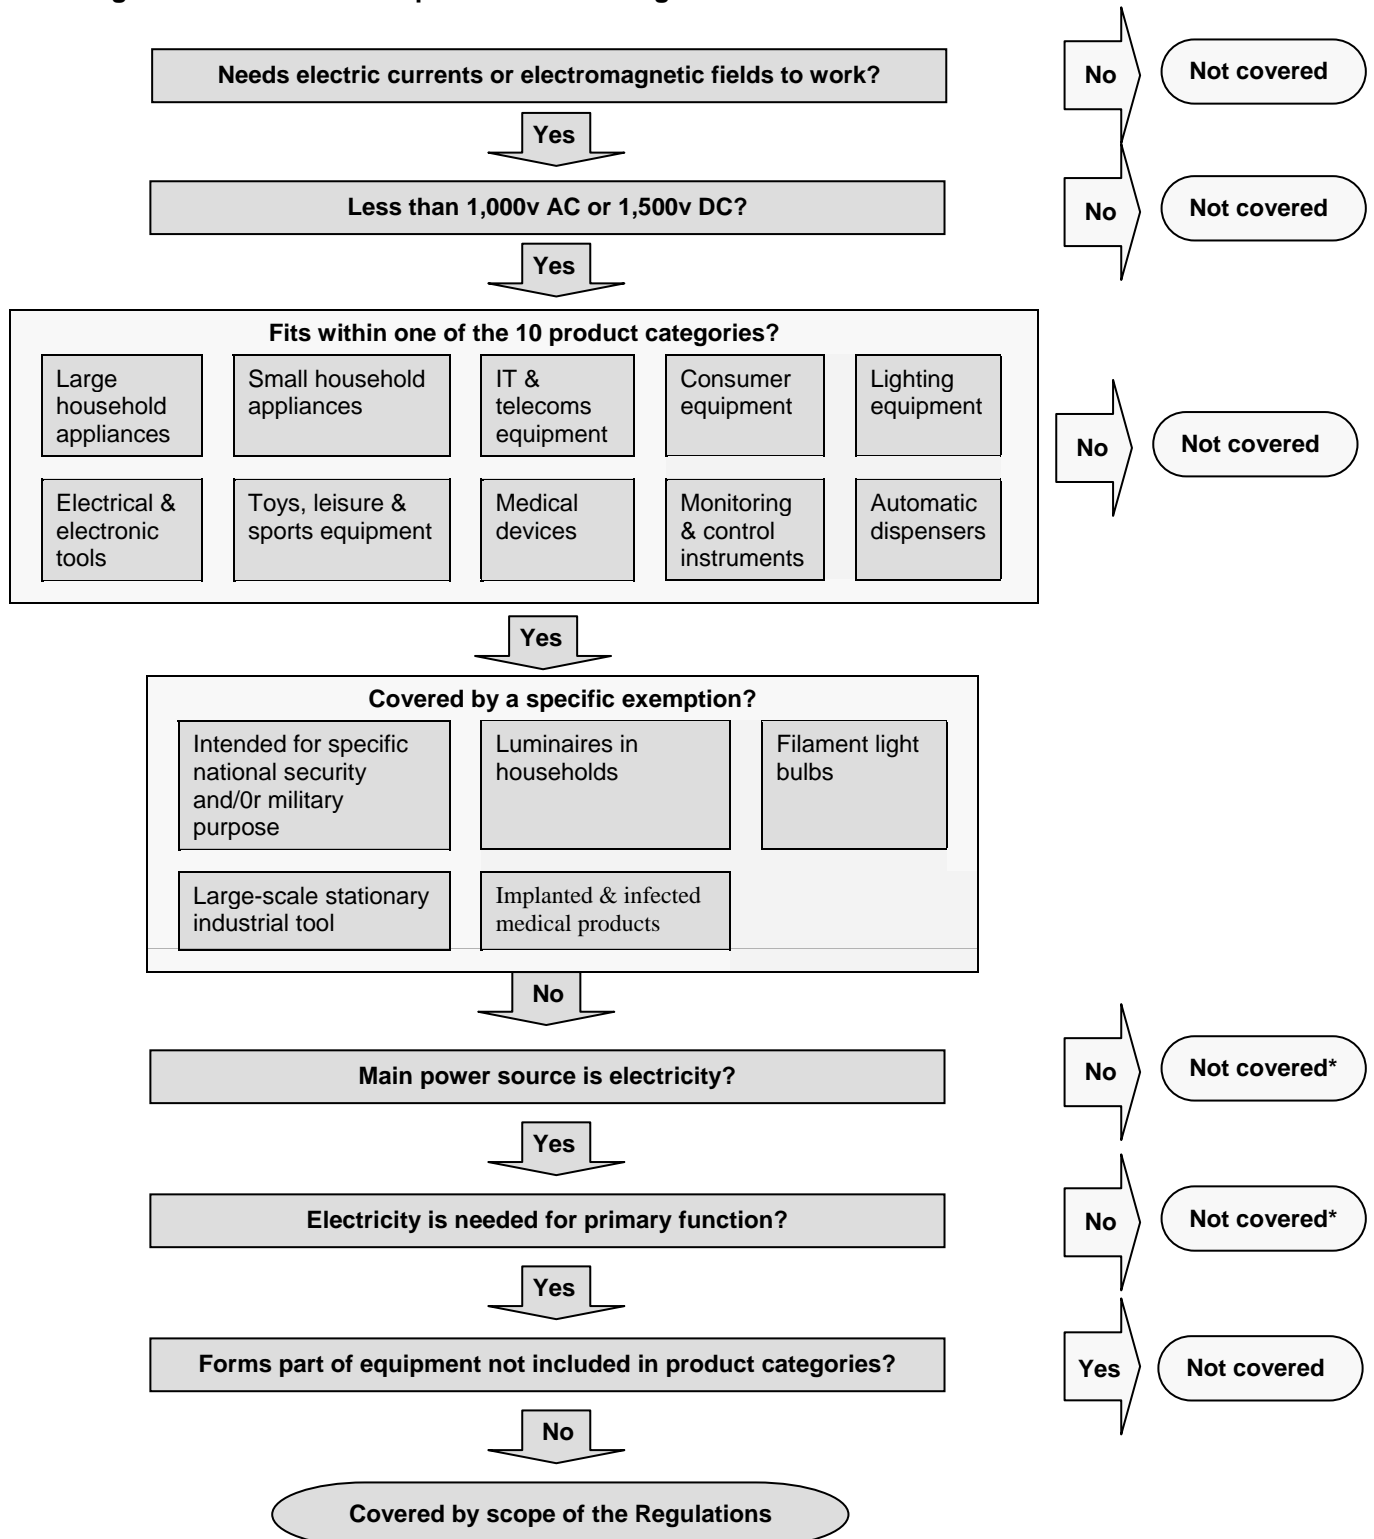 Needs electric currents or electromagnetic fields to work?
No
Not covered
Yes
Less than 1,000v AC or 1,500v DC?
No
Not covered
Yes
Fits within one of the 10 product categories?
Large
household
appliances
Small household
appliances
IT &
telecoms
equipment
Consumer
equipment
Lighting
equipment
No
Not covered
Electrical &
electronic
tools
Toys, leisure &
sports equipment
Medical
devices
Monitoring
& control
instruments
Automatic
dispensers
Yes
Covered by a specific exemption?
Intended for specific
national security
and/0r military
purpose
Luminaires in
households
Filament light
bulbs
Large-scale stationary
industrial tool
Implanted & infected
medical products
No
Main power source is electricity?
No
Not covered*
Yes
Electricity is needed for primary function?
No
Not covered*
Yes
Forms part of equipment not included in product categories?
Yes
Not covered
No
Covered by scope of the Regulations